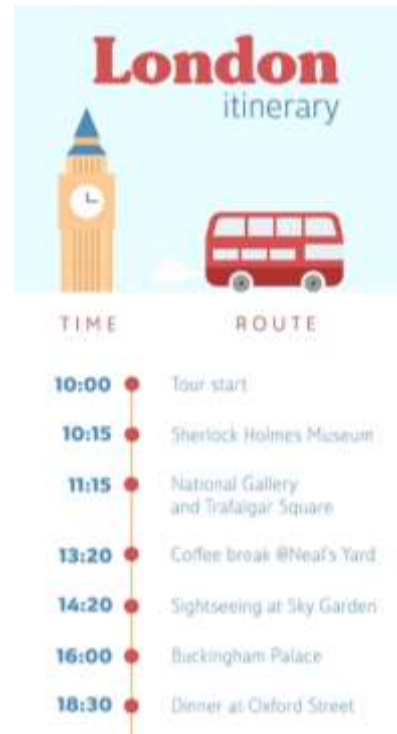 London
itinerary
TIME ROUTE
10:00 Tour start
10:15 Sherlock Holmes Museum
11:15 National Gallery
and Trafalgar Square
13:20 Coffee break @Neal's Yard
14:20 Sightseeing at Sky Garden
16:00 Buckingham Palace
18:30 Dinner at Oxford Street